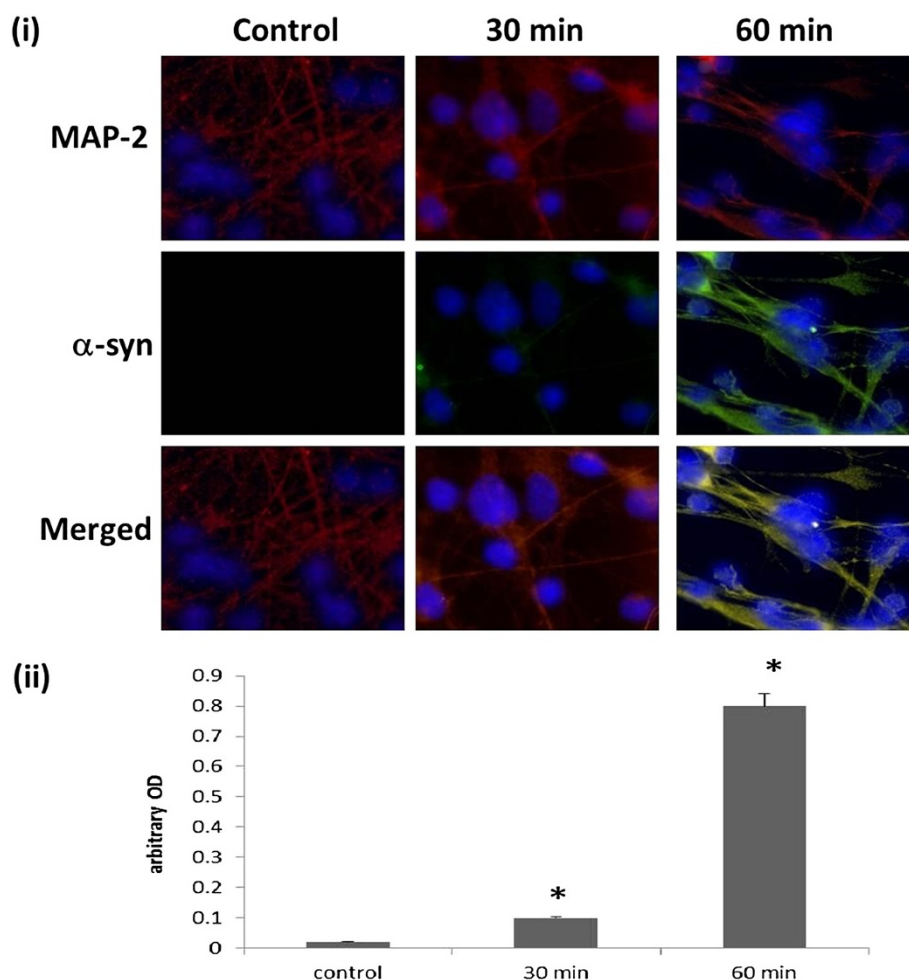 (i) Control 30 min 60 min
MAP-2
α-syn
Merged
(ii)
*
*
0.9
0.8
0.7
0.6
0.5
0.4
0.3
0.2
0.1
0
arbitrary OD
control 30 min 60 min